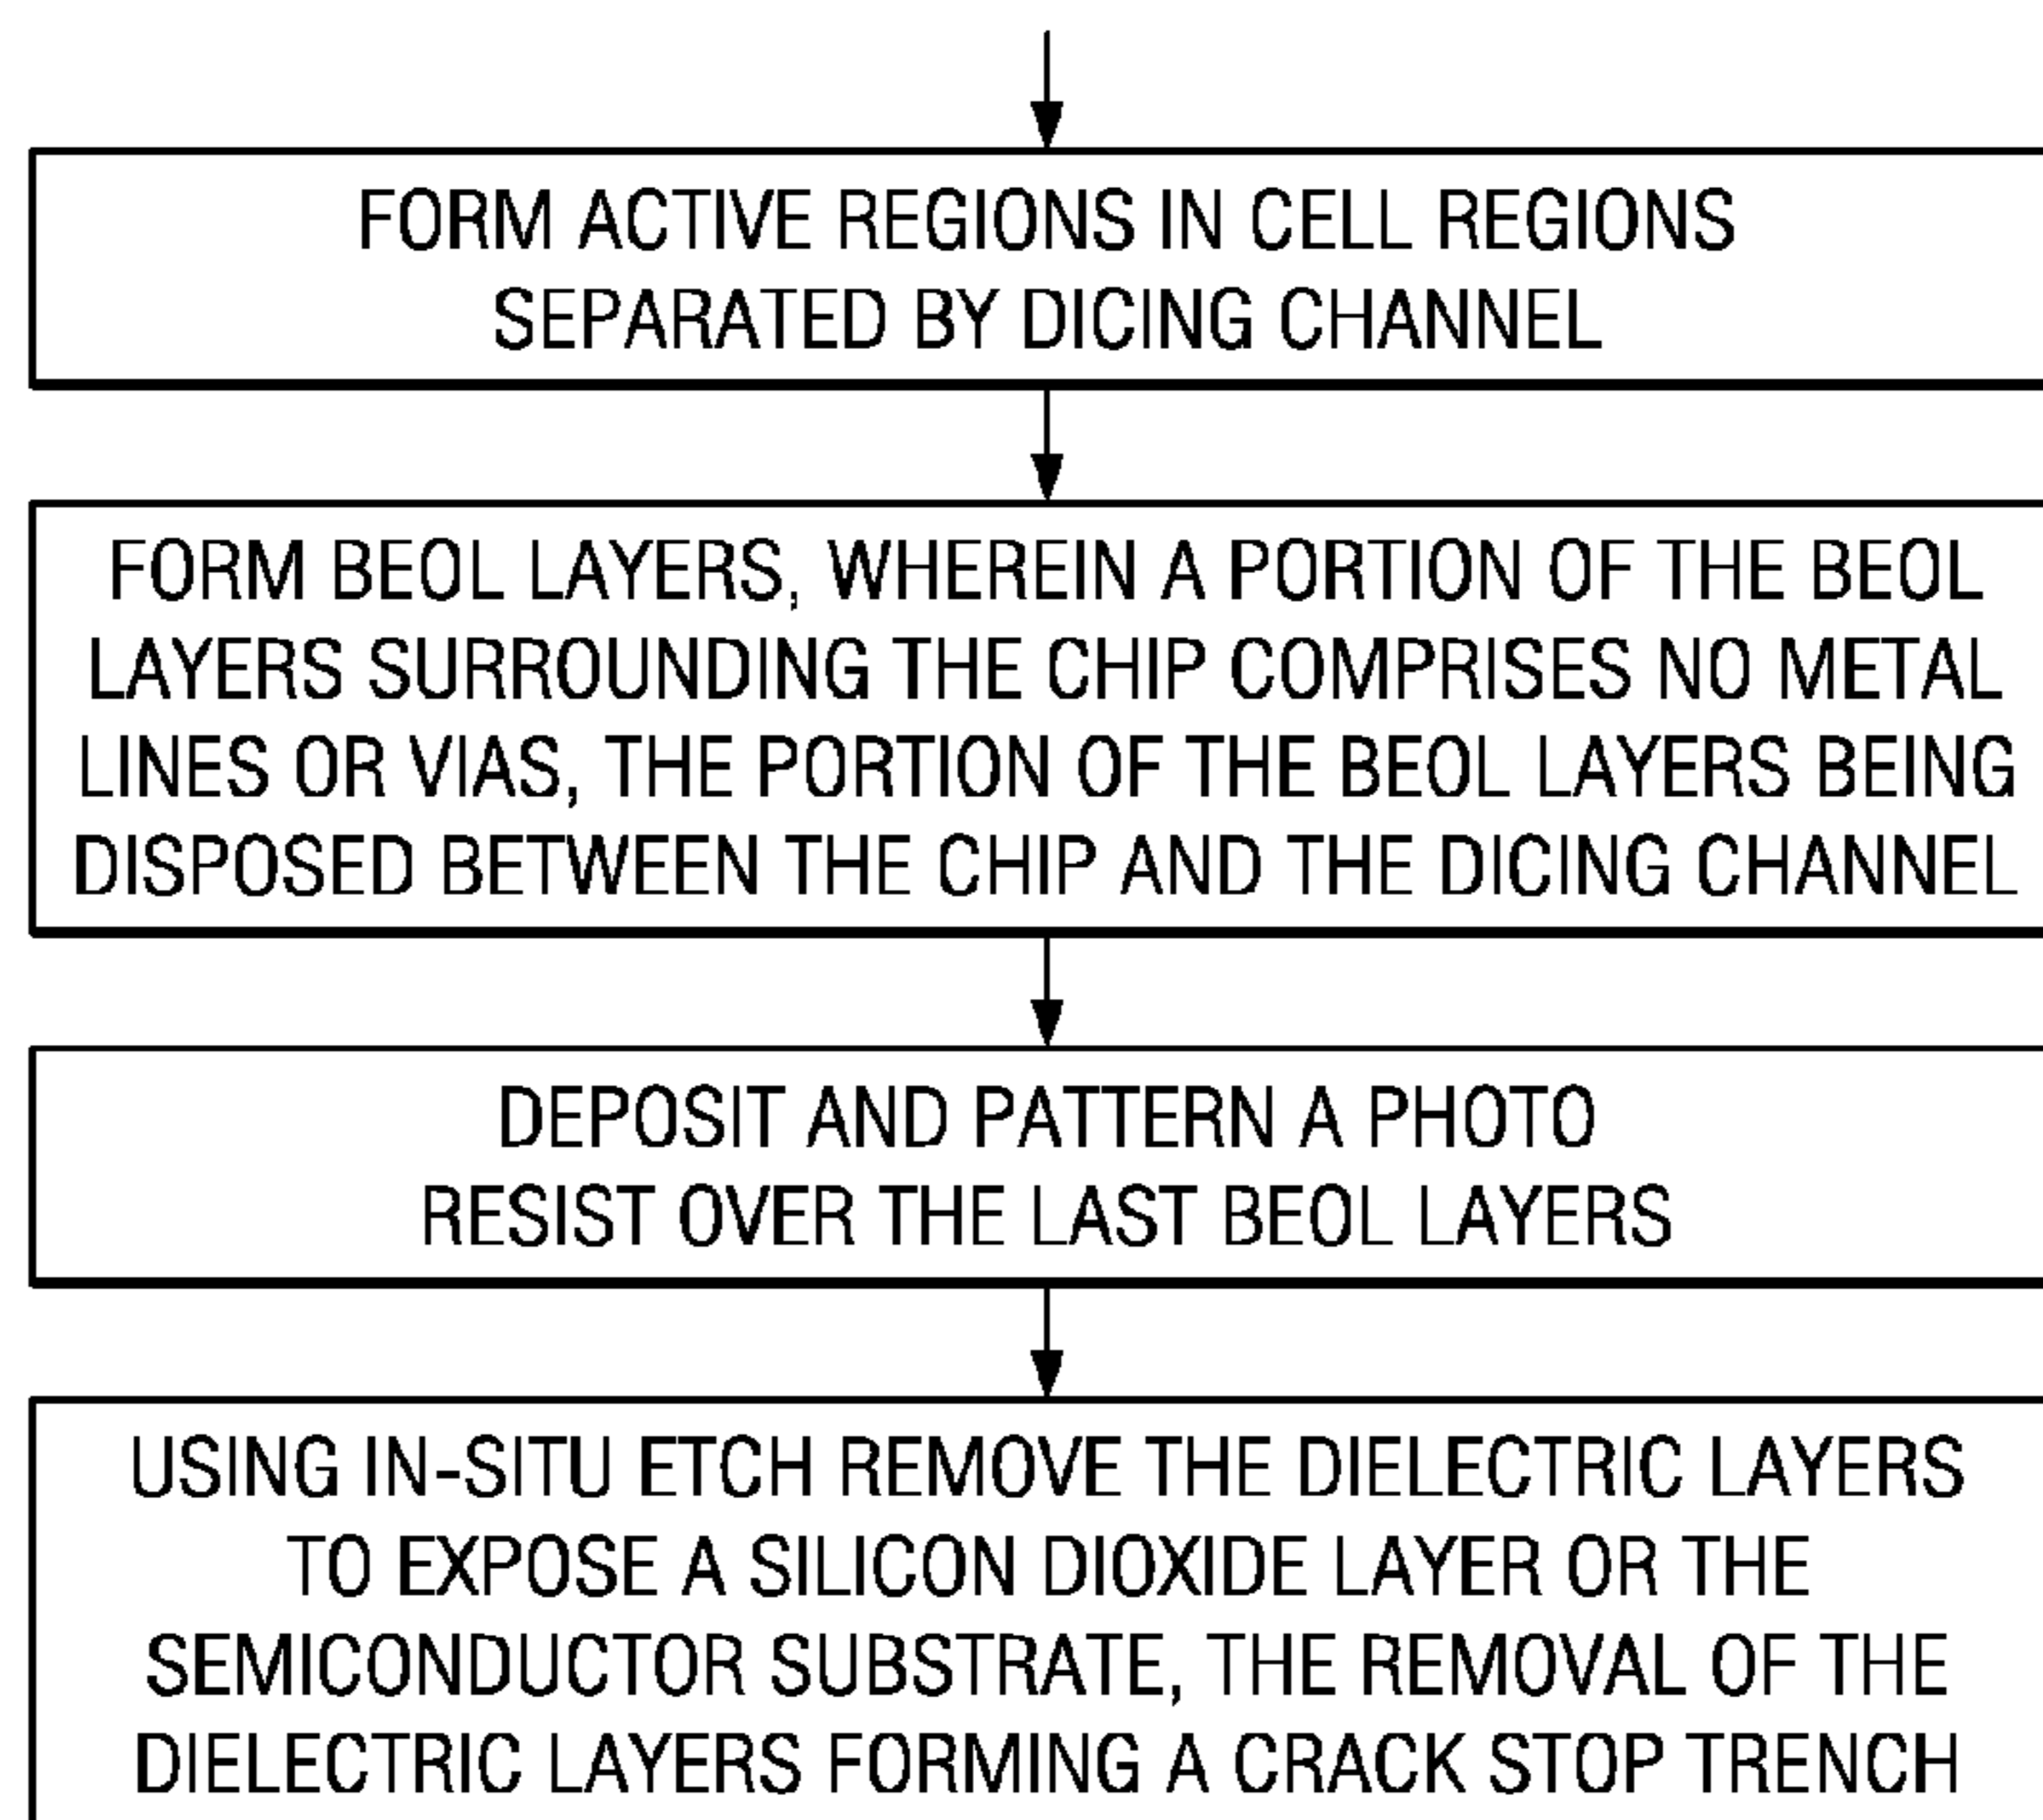 FORM ACTIVE REGIONS IN CELL REGIONS
SEPARATED BY DICING CHANNEL
FORM BEOL LAYERS, WHEREIN A PORTION OF THE BEOL
LAYERS SURROUNDING THE CHIP COMPRISES NO METAL
LINES OR VIAS, THE PORTION OF THE BEOL LAYERS BEING
DISPOSED BETWEEN THE CHIP AND THE DICING CHANNEL
DEPOSIT AND PATTERN A PHOTO
RESIST OVER THE LAST BEOL LAYERS
USING IN-SITU ETCH REMOVE THE DIELECTRIC LAYERS
TO EXPOSE A SILICON DIOXIDE LAYER OR THE
SEMICONDUCTOR SUBSTRATE, THE REMOVAL OF THE
DIELECTRIC LAYERS FORMING A CRACK STOP TRENCH